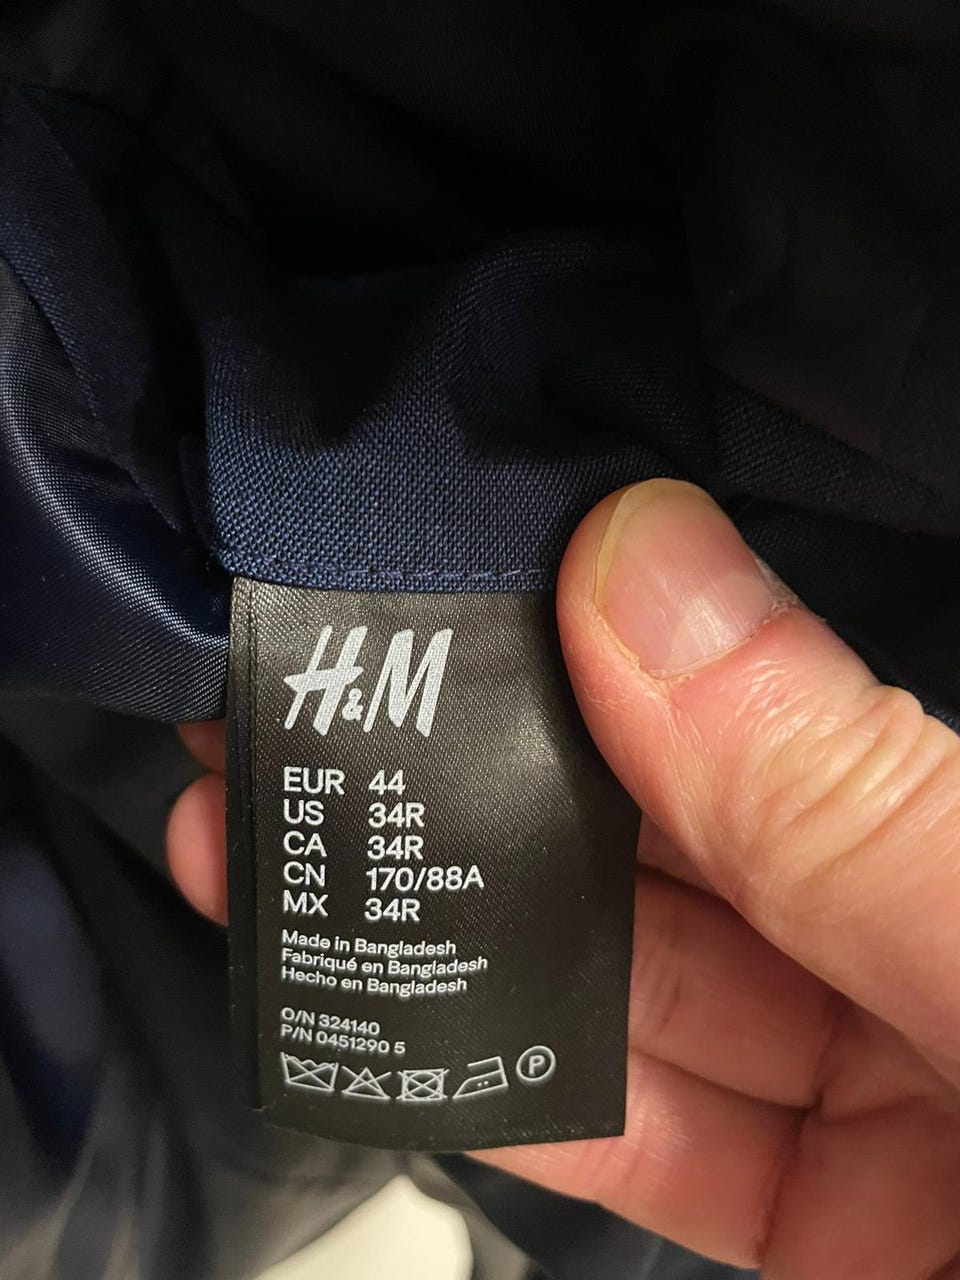 H&M
EUR 44
US 34R
CA 34R
CN 170/88A
MX 34R
Made in Bangladesh
Fabriqué en Bangladesh
Hecho en Bangladesh
O/N 324140
P/N 0451290 5
P